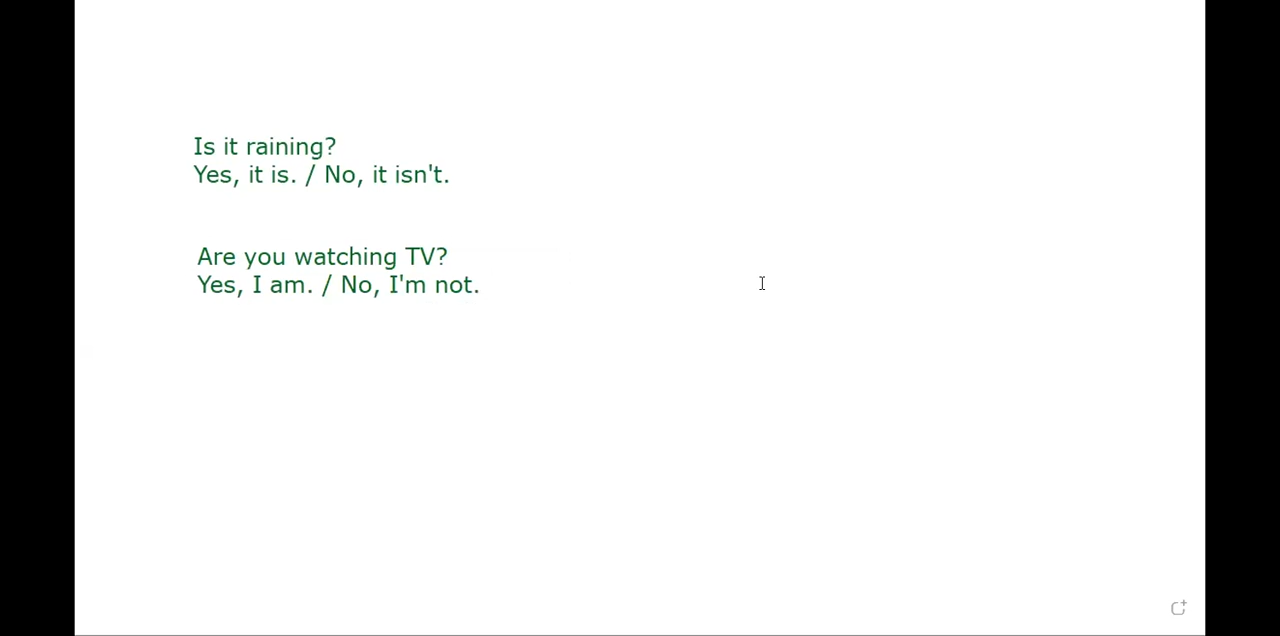 Is it raining?
Yes, it is. / No, it isn't.
Are you watching TV?
Yes, I am. / No, I'm not.